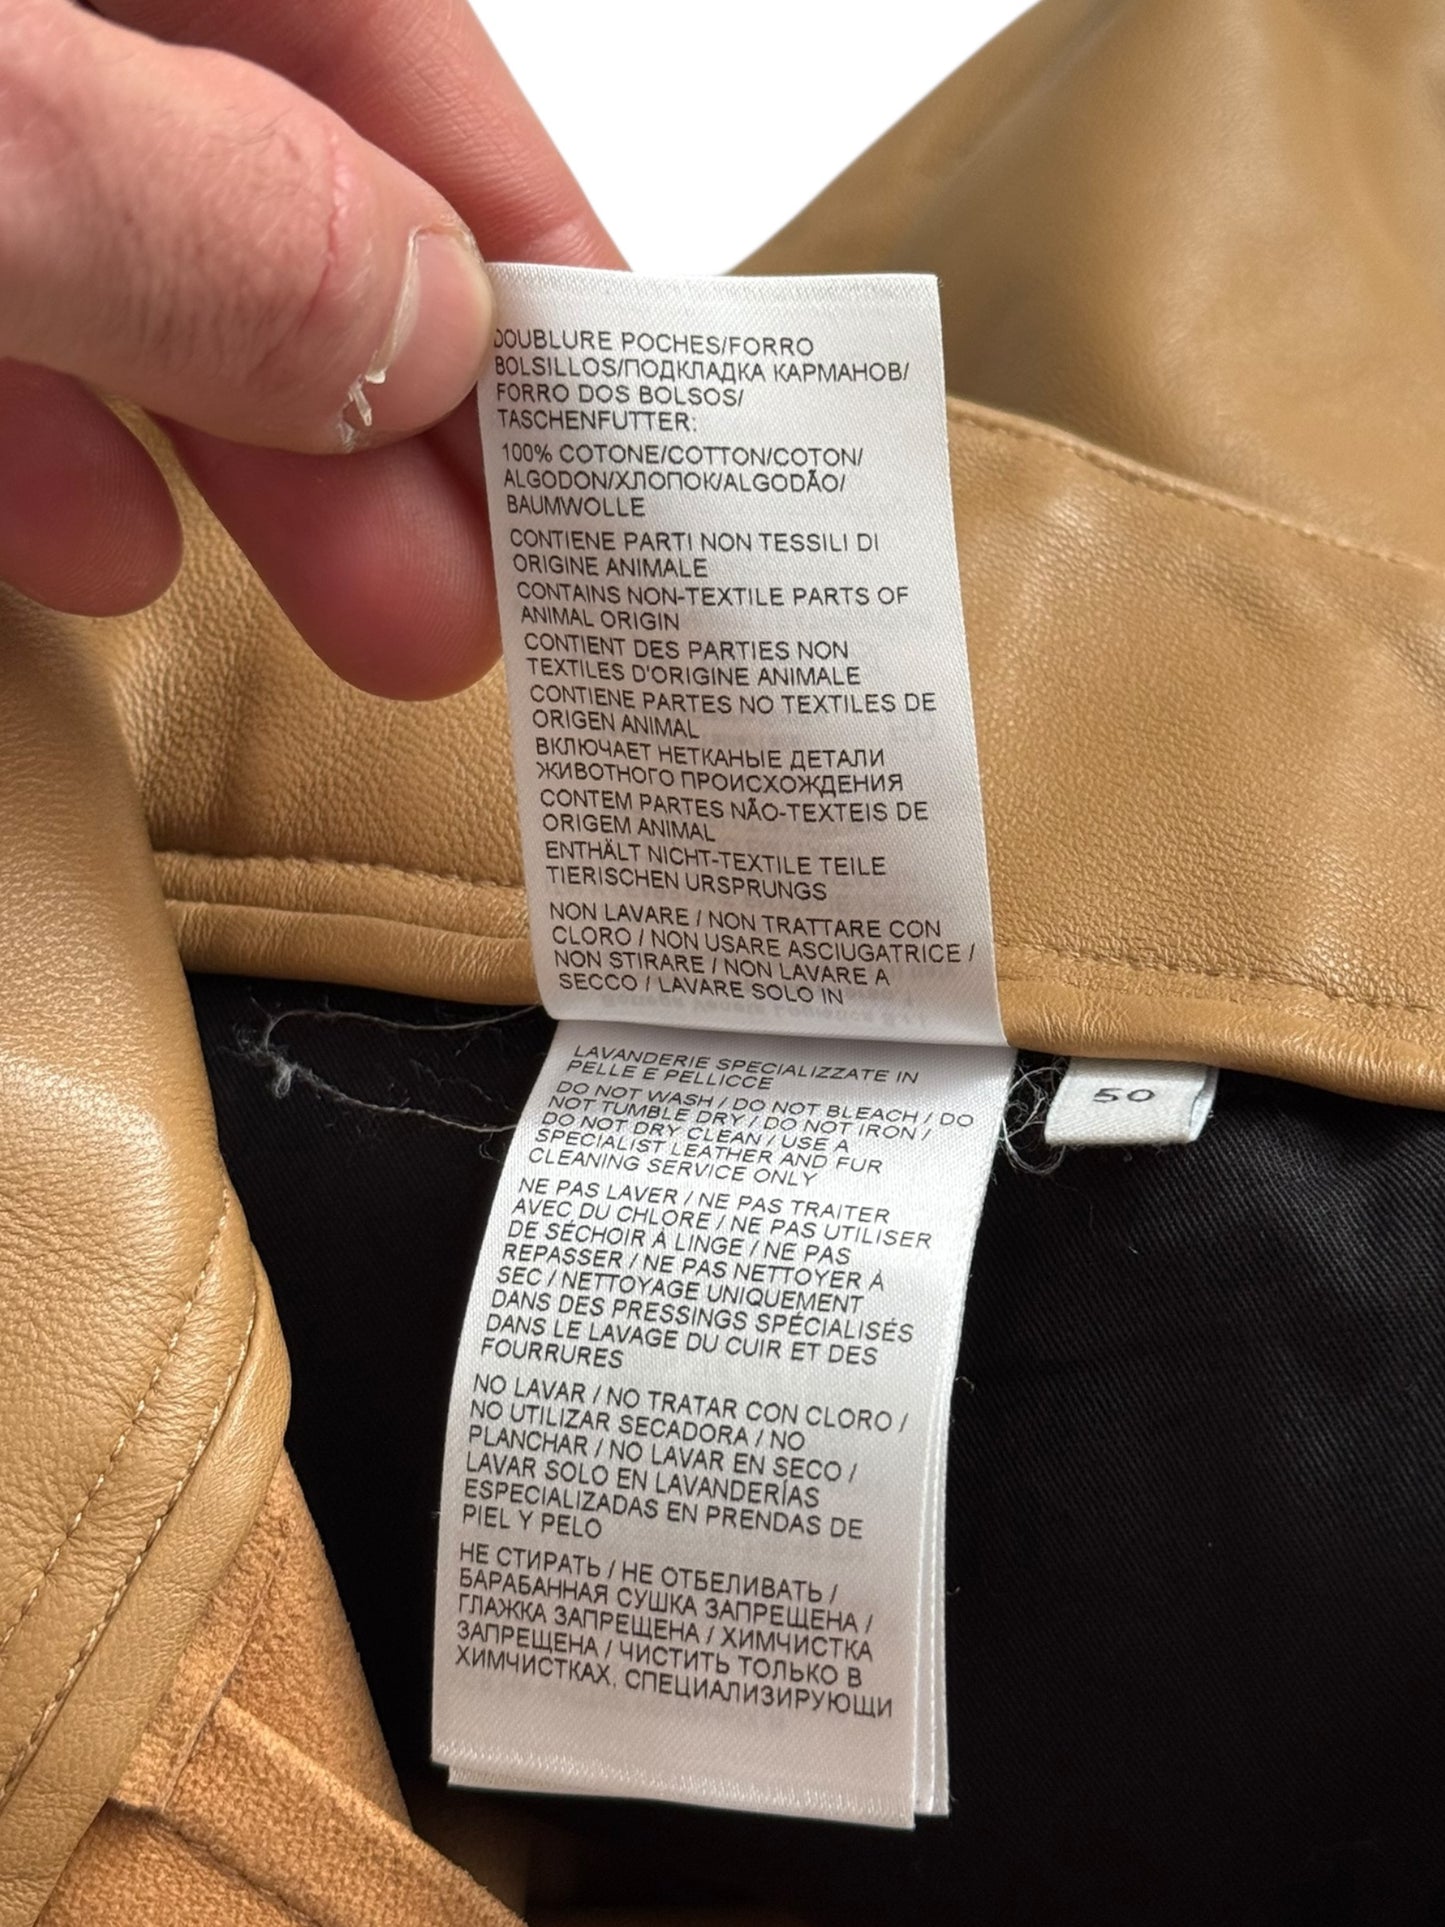 DOUBLURE POCHES/FORRO
BOLSILLOS/ПОДКЛАДКА КАРМАНОВ/
FORRO DOS BOLSOS/
TASCHENFUTTER:
100% COTONE/COTTON/COTON/
ALGODON/ХЛОПОК/ALGODÃO/
BAUMWOLLE
CONTIENE PARTI NON TESSILI DI
ORIGINE ANIMALE
CONTAINS NON-TEXTILE PARTS OF
ANIMAL ORIGIN
CONTIENT DES PARTIES NON
TEXTILES D'ORIGINE ANIMALE
CONTIENE PARTES NO TEXTILES DE
ORIGEN ANIMAL
ВКЛЮЧАЕТ НЕТКАНЫЕ ДЕТАЛИ
ЖИВОТНОГО ПРОИСХОЖДЕНИЯ
CONTEM PARTES NÃO-TEXTEIS DE
ORIGEM ANIMAL
ENTHÄLT NICHT-TEXTILE TEILE
TIERISCHEN URSPRUNGS
NON LAVARE / NON TRATTARE CON
CLORO / NON USARE ASCIUGATRICE /
NON STIRARE / NON LAVARE A
SECCO / LAVARE SOLO IN
LAVANDERIE SPECIALIZZATE IN
PELLE E PELLICCE
DO NOT WASH / DO NOT BLEACH / DO
NOT TUMBLE DRY / DO NOT IRON /
DO NOT DRY CLEAN / USE A
SPECIALIST LEATHER AND FUR
CLEANING SERVICE ONLY
NE PAS LAVER / NE PAS TRAITER
AVEC DU CHLORE / NE PAS UTILISER
DE SÉCHOIR À LINGE / NE PAS
REPASSER / NE PAS NETTOYER À
SEC / NETTOYAGE UNIQUEMENT
DANS DES PRESSINGS SPÉCIALISÉS
DANS LE LAVAGE DU CUIR ET DES
FOURRURES
NO LAVAR / NO TRATAR CON CLORO /
NO UTILIZAR SECADORA / NO
PLANCHAR / NO LAVAR EN SECO /
LAVAR SOLO EN LAVANDERÍAS
ESPECIALIZADAS EN PRENDAS DE
PIEL Y PELO
НЕ СТИРАТЬ / НЕ ОТБЕЛИВАТЬ /
БАРАБАННАЯ СУШКА ЗАПРЕЩЕНА /
ГЛАЖКА ЗАПРЕЩЕНА / ХИМЧИСТКА
ЗАПРЕЩЕНА / ЧИСТИТЬ ТОЛЬКО В
ХИМЧИСТКАХ, СПЕЦИАЛИЗИРУЮЩИ
50